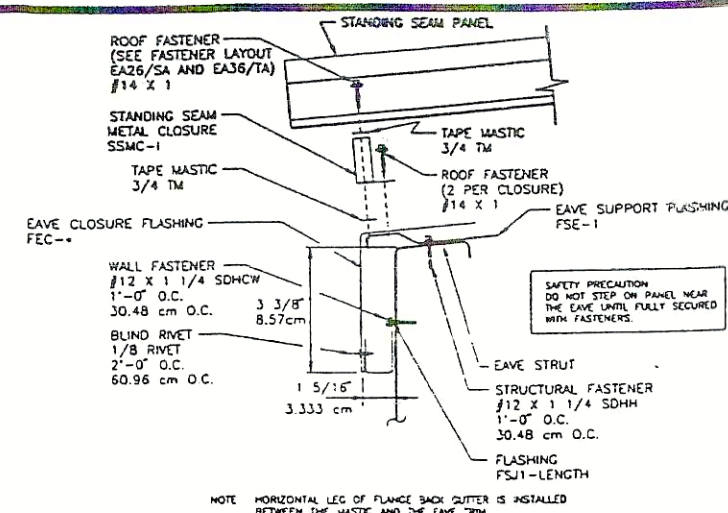 STANDING SEAM PANEL
ROOF FASTENER
(SEE FASTENER LAYOUT
EA26/SA AND EA36/TA)
#14 X 1
STANDING SEAM
METAL CLOSURE
SSMC-1
TAPE MASTIC
3/4 TM
TAPE MASTIC
3/4 TM
ROOF FASTENER
(2 PER CLOSURE)
#14 X 1
EAVE CLOSURE FLASHING
FEC-*
EAVE SUPPORT FLASHING
FSE-1
WALL FASTENER
#12 X 1 1/4 SDHCW
1'-0" O.C.
30.48 cm O.C.
3 3/8"
8.57cm
SAFETY PRECAUTION
DO NOT STEP ON PANEL NEAR
THE EAVE UNTIL FULLY SECURED
WITH FASTENERS.
BLIND RIVET
1/8 RIVET
2'-0" O.C.
60.96 cm O.C.
1 5/16"
3.333 cm
EAVE STRUT
STRUCTURAL FASTENER
#12 X 1 1/4 SDHH
1'-0" O.C.
30.48 cm O.C.
FLASHING
FSJ1-LENGTH
NOTE HORIZONTAL LEG OF FLANGE BACK GUTTER IS INSTALLED
BETWEEN THE MASTIC AND THE EAVE TRIM